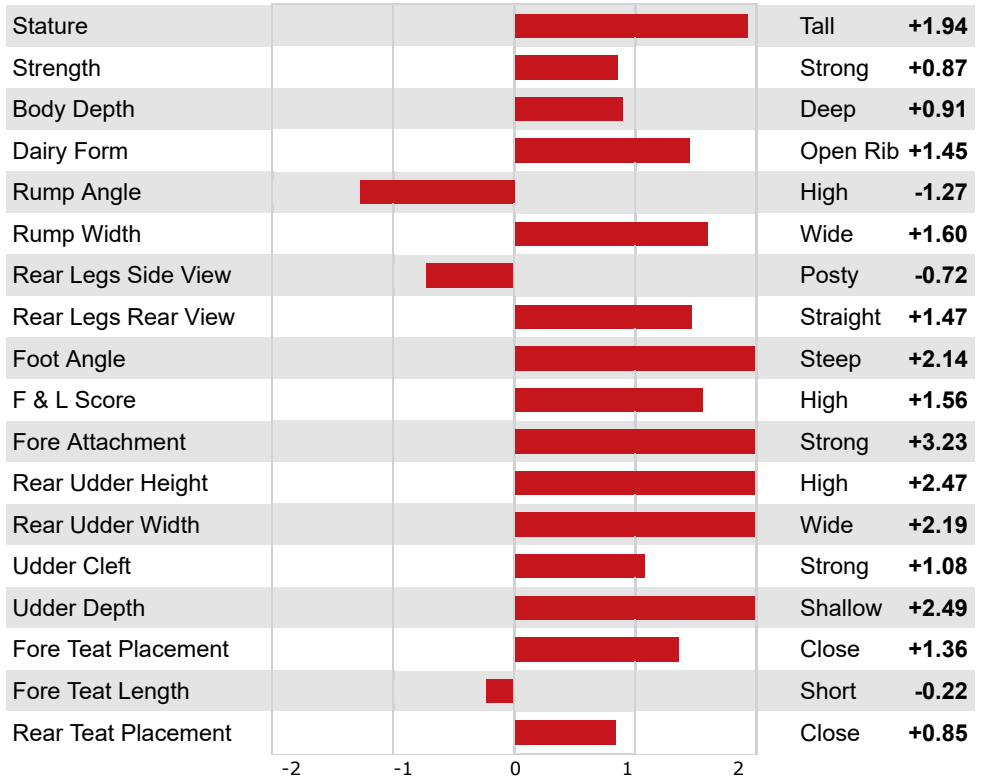 Stature Tall +1.94
Strength Strong +0.87
Body Depth Deep +0.91
Dairy Form Open Rib +1.45
Rump Angle High -1.27
Rump Width Wide +1.60
Rear Legs Side View Posty -0.72
Rear Legs Rear View Straight +1.47
Foot Angle Steep +2.14
F & L Score High +1.56
Fore Attachment Strong +3.23
Rear Udder Height High +2.47
Rear Udder Width Wide +2.19
Udder Cleft Strong +1.08
Udder Depth Shallow +2.49
Fore Teat Placement Close +1.36
Fore Teat Length Short -0.22
Rear Teat Placement Close +0.85
-2 -1 0 1 2